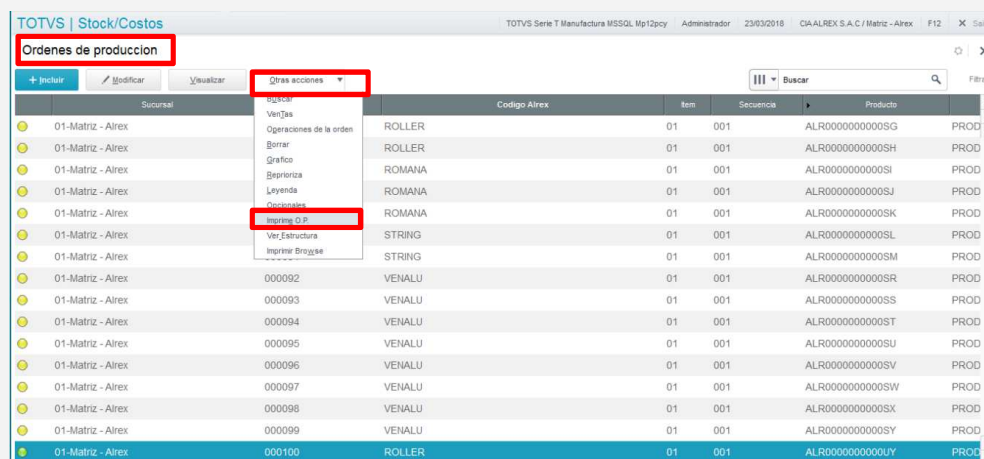 TOTVS | Stock/Costos
TOTVS Serie T Manufactura MSSQL Mp12pcy Administrador 23/03/2016 CIA ALREX S.A.C / Matriz - Alrex F12 X Sal
Ordenes de produccion
+ Incluir Modificar Visualizar Otras acciones Buscar Filtra
Sucursal Codigo Alrex Item Secuencia Producto
Buscar
VenTas
Operaciones de la orden
Borrar
Grafico
Reprioriza
Leyenda
Opcionales
Imprime O.P.
Ver Estructura
Imprimir Browse
01-Matriz - Alrex ROLLER 01 001 ALR0000000000SG PROD
01-Matriz - Alrex ROLLER 01 001 ALR0000000000SH PROD
01-Matriz - Alrex ROMANA 01 001 ALR0000000000SI PROD
01-Matriz - Alrex ROMANA 01 001 ALR0000000000SJ PROD
01-Matriz - Alrex ROMANA 01 001 ALR0000000000SK PROD
01-Matriz - Alrex STRING 01 001 ALR0000000000SL PROD
01-Matriz - Alrex STRING 01 001 ALR0000000000SM PROD
01-Matriz - Alrex 000092 VENALU 01 001 ALR0000000000SR PROD
01-Matriz - Alrex 000093 VENALU 01 001 ALR0000000000SS PROD
01-Matriz - Alrex 000094 VENALU 01 001 ALR0000000000ST PROD
01-Matriz - Alrex 000095 VENALU 01 001 ALR0000000000SU PROD
01-Matriz - Alrex 000096 VENALU 01 001 ALR0000000000SV PROD
01-Matriz - Alrex 000097 VENALU 01 001 ALR0000000000SW PROD
01-Matriz - Alrex 000098 VENALU 01 001 ALR0000000000SX PROD
01-Matriz - Alrex 000099 VENALU 01 001 ALR0000000000SY PROD
01-Matriz - Alrex 000100 ROLLER 01 001 ALR0000000000UY PROD